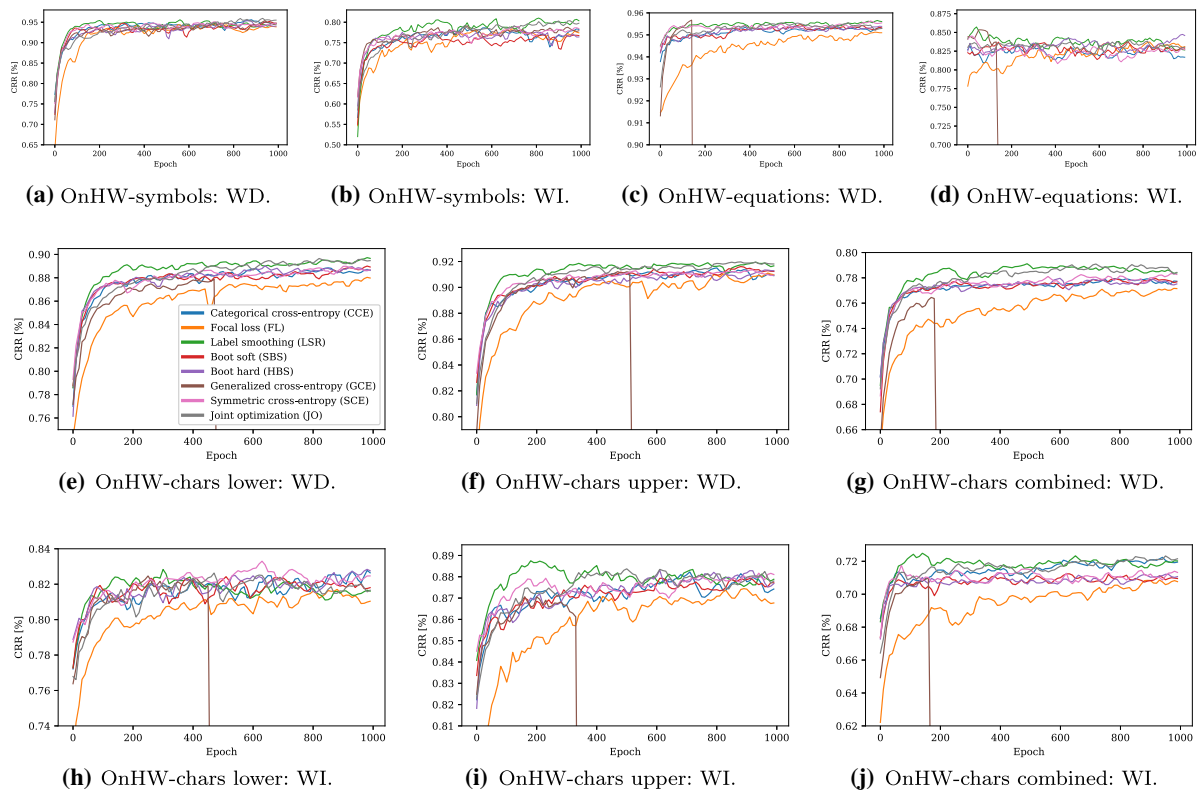 0.95
0.90
0.85
0.80
0.75
0.70
0.65
CRR [%]
0 200 400 600 800 1000
Epoch
(a) OnHW-symbols: WD.
0.80
0.75
0.70
0.65
0.60
0.55
0.50
CRR [%]
0 200 400 600 800 1000
Epoch
(b) OnHW-symbols: WI.
0.96
0.95
0.94
0.93
0.92
0.91
0.90
CRR [%]
0 200 400 600 800 1000
Epoch
(c) OnHW-equations: WD.
0.875
0.850
0.825
0.800
0.775
0.750
0.725
0.700
CRR [%]
0 200 400 600 800 1000
Epoch
(d) OnHW-equations: WI.
0.90
0.88
0.86
0.84
0.82
0.80
0.78
0.76
CRR [%]
Categorical cross-entropy (CCE)
Focal loss (FL)
Label smoothing (LSR)
Boot soft (SBS)
Boot hard (HBS)
Generalized cross-entropy (GCE)
Symmetric cross-entropy (SCE)
Joint optimization (JO)
0 200 400 600 800 1000
Epoch
(e) OnHW-chars lower: WD.
0.92
0.90
0.88
0.86
0.84
0.82
0.80
CRR [%]
0 200 400 600 800 1000
Epoch
(f) OnHW-chars upper: WD.
0.80
0.78
0.76
0.74
0.72
0.70
0.68
0.66
CRR [%]
0 200 400 600 800 1000
Epoch
(g) OnHW-chars combined: WD.
0.84
0.82
0.80
0.78
0.76
0.74
CRR [%]
0 200 400 600 800 1000
Epoch
(h) OnHW-chars lower: WI.
0.89
0.88
0.87
0.86
0.85
0.84
0.83
0.82
0.81
CRR [%]
0 200 400 600 800 1000
Epoch
(i) OnHW-chars upper: WI.
0.72
0.70
0.68
0.66
0.64
0.62
CRR [%]
0 200 400 600 800 1000
Epoch
(j) OnHW-chars combined: WI.